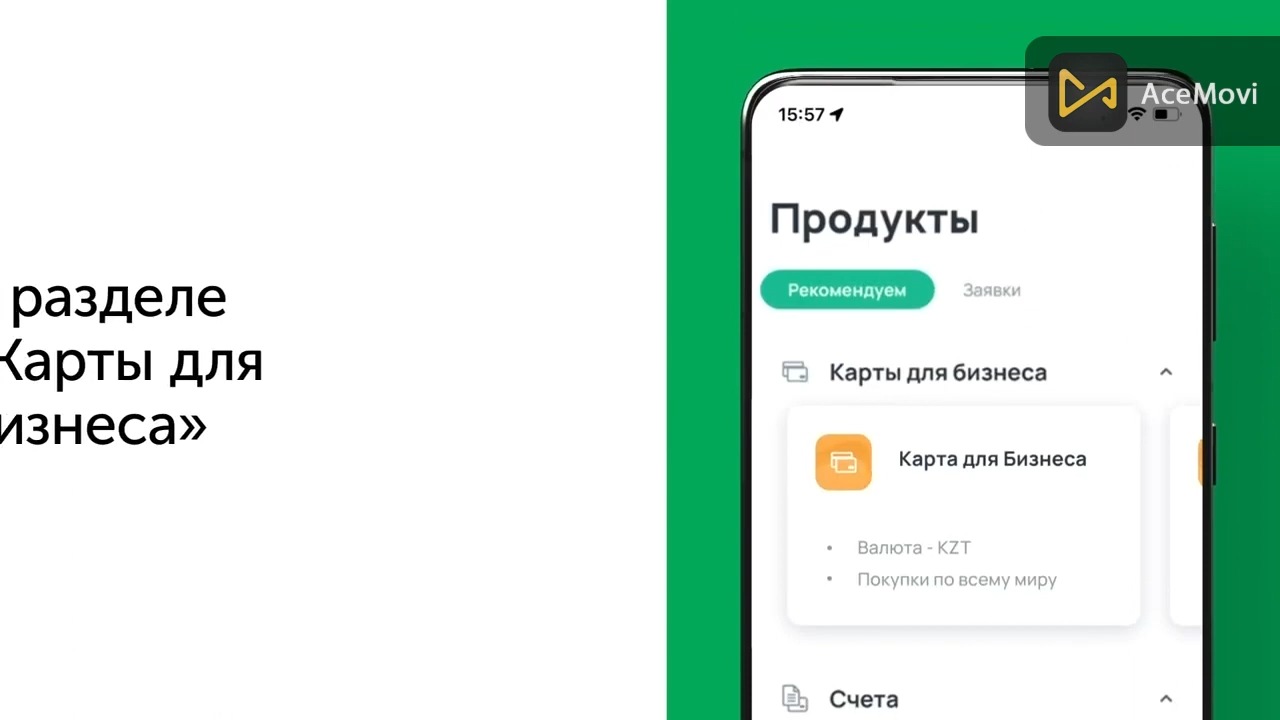 разделе
Карты для
изнеса»
AceMovi
15:57
Продукты
Рекомендуем
Заявки
Карты для бизнеса
Карта для Бизнеса
• Валюта - KZT
• Покупки по всему миру
Счета